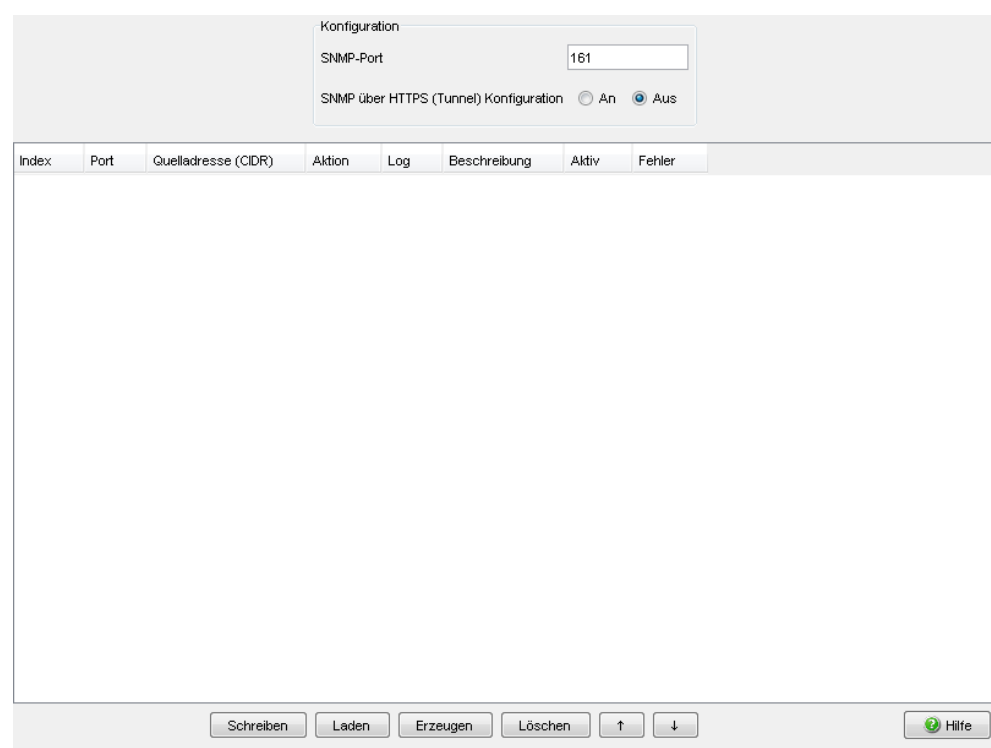 Konfiguration
SNMP-Port 161
SNMP über HTTPS (Tunnel) Konfiguration An Aus
Index Port Quelladresse (CIDR) Aktion Log Beschreibung Aktiv Fehler
Schreiben Laden Erzeugen Löschen ↑ ↓ Hilfe